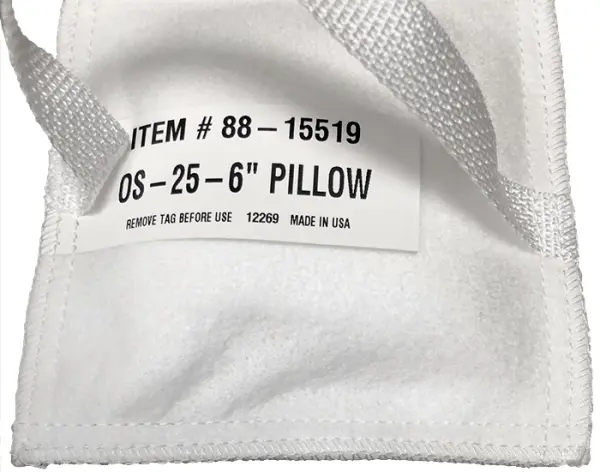 ITEM # 88-15519
OS-25-6" PILLOW
REMOVE TAG BEFORE USE 12269 MADE IN USA